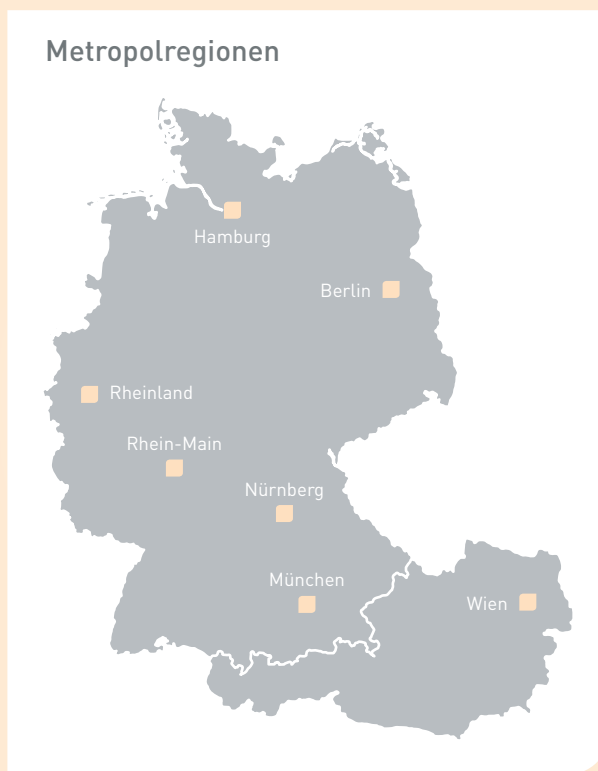 Metropolregionen
Hamburg
Berlin
Rheinland
Rhein-Main
Nürnberg
München
Wien